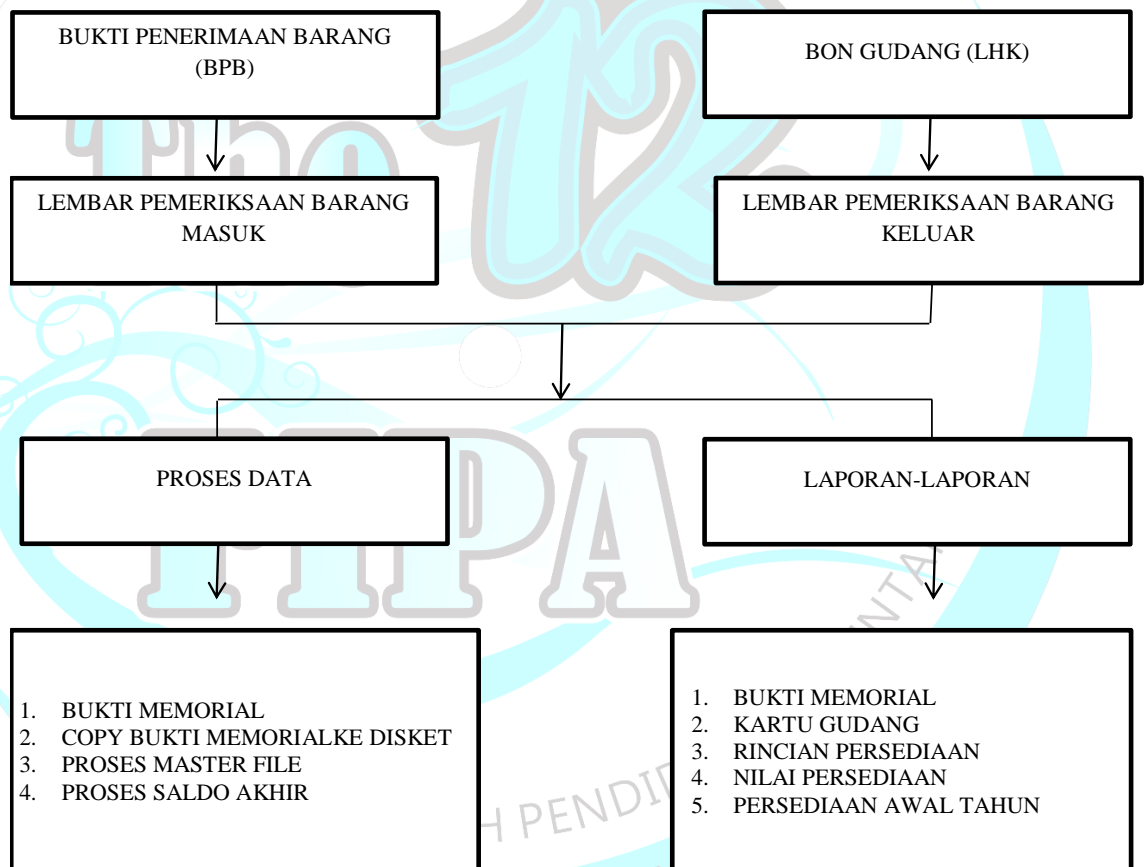 BUKTI PENERIMAAN BARANG
(BPB)
BON GUDANG (LHK)
LEMBAR PEMERIKSAAN BARANG
MASUK
LEMBAR PEMERIKSAAN BARANG
KELUAR
The 12
PROSES DATA
LAPORAN-LAPORAN
1. BUKTI MEMORIAL
2. COPY BUKTI MEMORIALKE DISKET
3. PROSES MASTER FILE
4. PROSES SALDO AKHIR
1. BUKTI MEMORIAL
2. KARTU GUDANG
3. RINCIAN PERSEDIAAN
4. NILAI PERSEDIAAN
5. PERSEDIAAN AWAL TAHUN